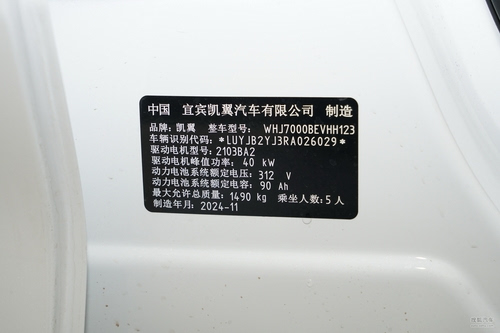 中国 宜宾凯翼汽车有限公司 制造
品牌: 凯翼 整车型号: WHJ7000BEVHH123
车辆识别代码: *LUYJB2YJ3RA026029*
驱动电机型号: 2103BA2
驱动电机峰值功率: 40 kW
动力电池系统额定电压: 312 V
动力电池系统额定电容: 90 Ah
最大允许总质量: 1490 kg 乘坐人数: 5 人
制造年月: 2024-11